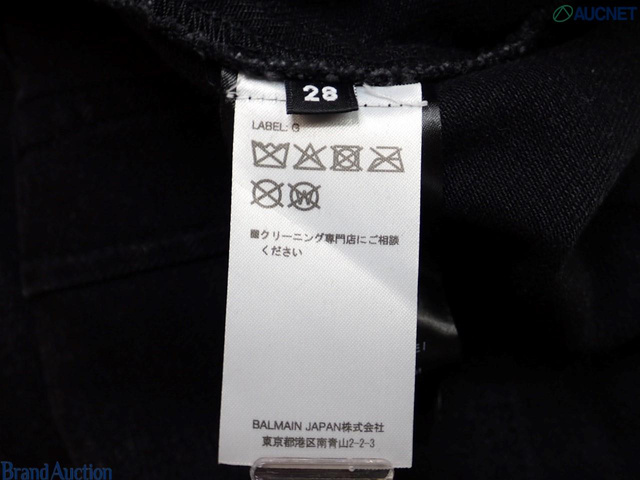 AUCNET
28
LABEL: G
※クリーニング専門店にご相談
ください
BALMAIN JAPAN株式会社
東京都港区南青山2-2-3
Brand Auction